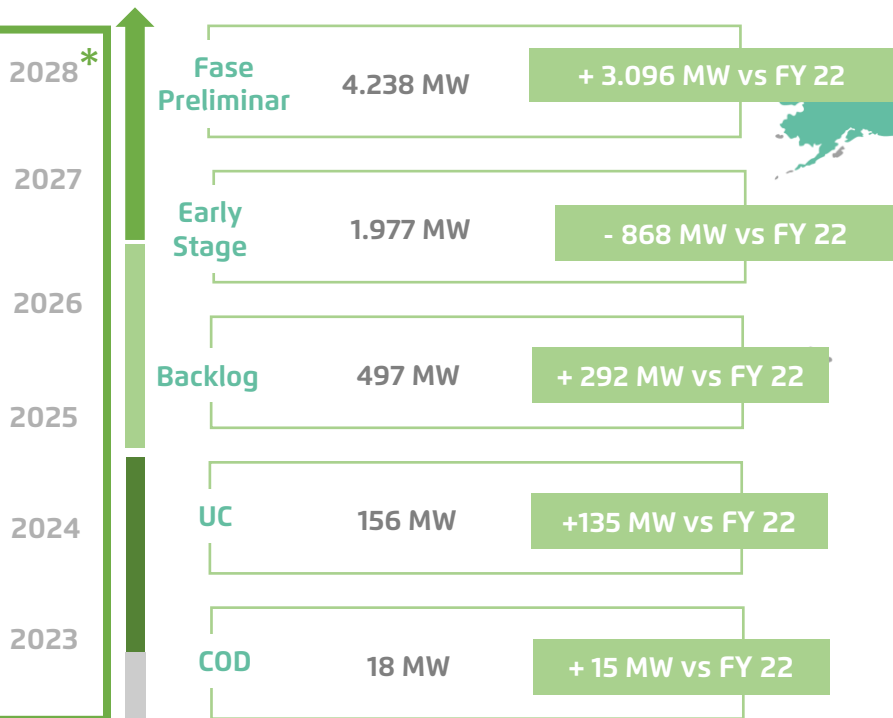 2028*
Fase
Preliminar
4.238 MW
+ 3.096 MW vs FY 22
2027
Early
Stage
1.977 MW
- 868 MW vs FY 22
2026
Backlog
497 MW
+ 292 MW vs FY 22
2025
UC
156 MW
+135 MW vs FY 22
2024
2023
COD
18 MW
+ 15 MW vs FY 22